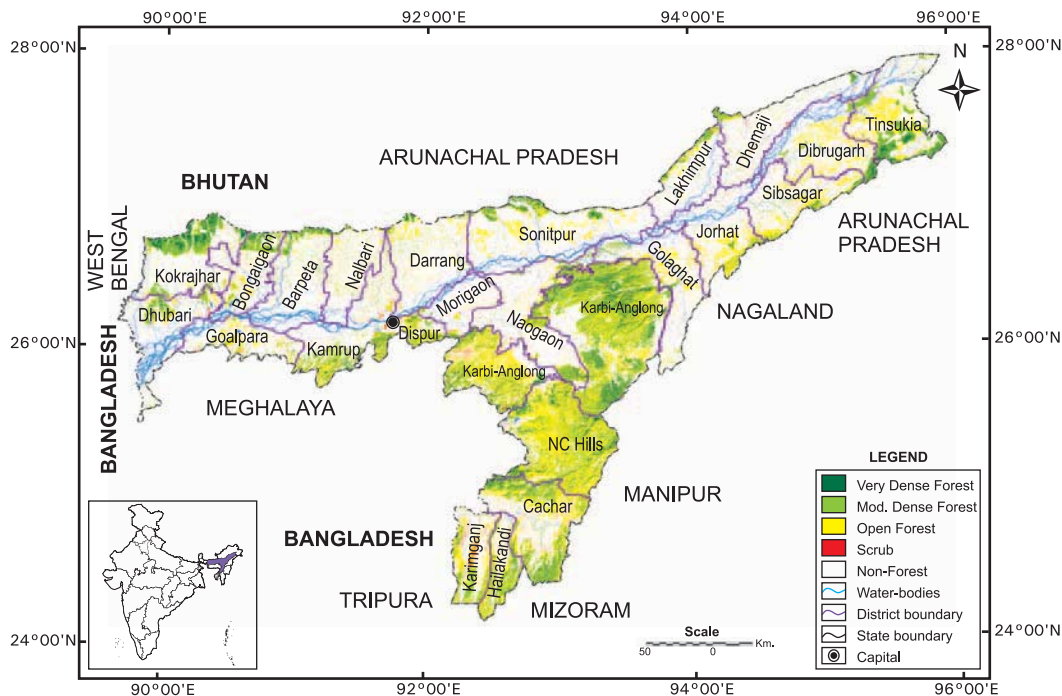 90°00'E
92°00'E
94°00'E
96°00'E
28°00'N
28°00'N
N
ARUNACHAL PRADESH
BHUTAN
WEST
BENGAL
Tinsukia
Dibrugarh
Dhemaji
Lakhimpur
Sibsagar
ARUNACHAL
PRADESH
Jorhat
Golaghat
Sonitpur
Darrang
Nalbari
Barpeta
Bongaigaon
Kokrajhar
Dhubari
Goalpara
Kamrup
Dispur
Morigaon
Naogaon
Karbi-Anglong
Karbi-Anglong
NAGALAND
26°00'N
26°00'N
BANGLADESH
MEGHALAYA
NC Hills
MANIPUR
Cachar
BANGLADESH
Karimganj
Hailakandi
TRIPURA
MIZORAM
24°00'N
24°00'N
Scale
50
0
Km.
LEGEND
Very Dense Forest
Mod. Dense Forest
Open Forest
Scrub
Non-Forest
Water-bodies
District boundary
State boundary
Capital
90°00'E
92°00'E
94°00'E
96°00'E